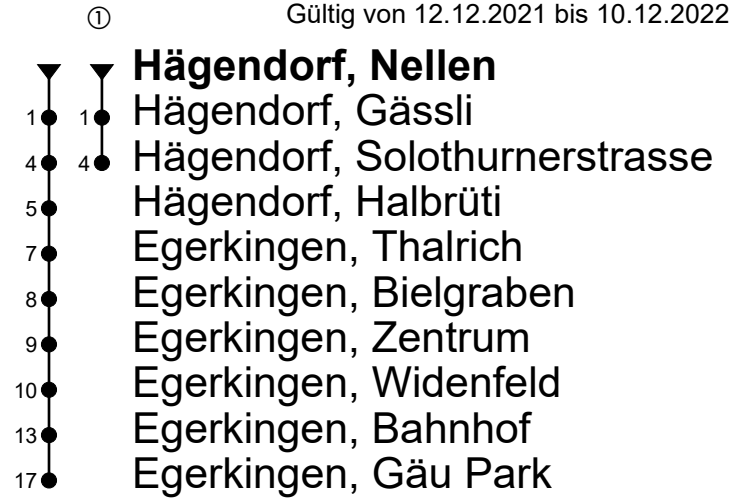 ① Gültig von 12.12.2021 bis 10.12.2022
Hägendorf, Nellen
1 1 Hägendorf, Gässli
4 4 Hägendorf, Solothurnerstrasse
5 Hägendorf, Halbrüti
7 Egerkingen, Thalrich
8 Egerkingen, Bielgraben
9 Egerkingen, Zentrum
10 Egerkingen, Widenfeld
13 Egerkingen, Bahnhof
17 Egerkingen, Gäu Park